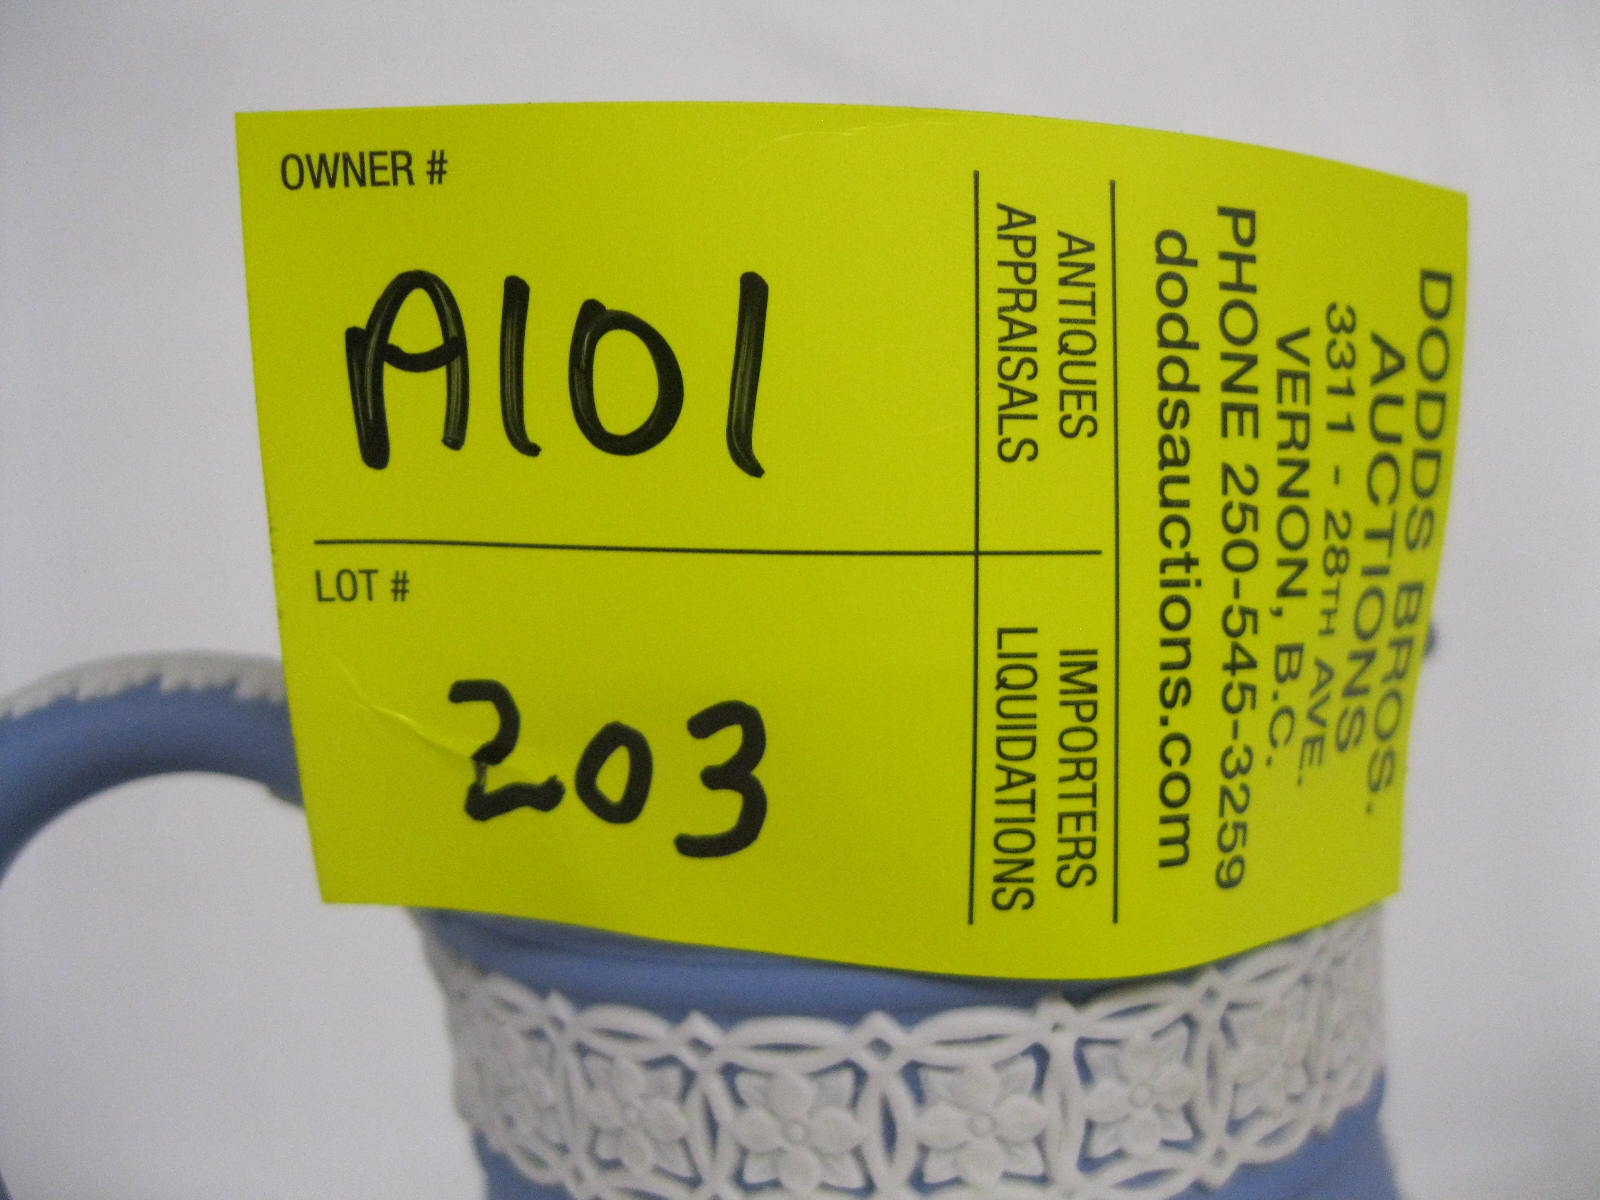 OWNER #
A101
LOT #
203
ANTIQUES
APPRAISALS
IMPORTERS
LIQUIDATIONS
DODDS BROS.
AUCTIONS
3311 - 28TH AVE.
VERNON, B.C.
PHONE 250-545-3259
doddsauctions.com